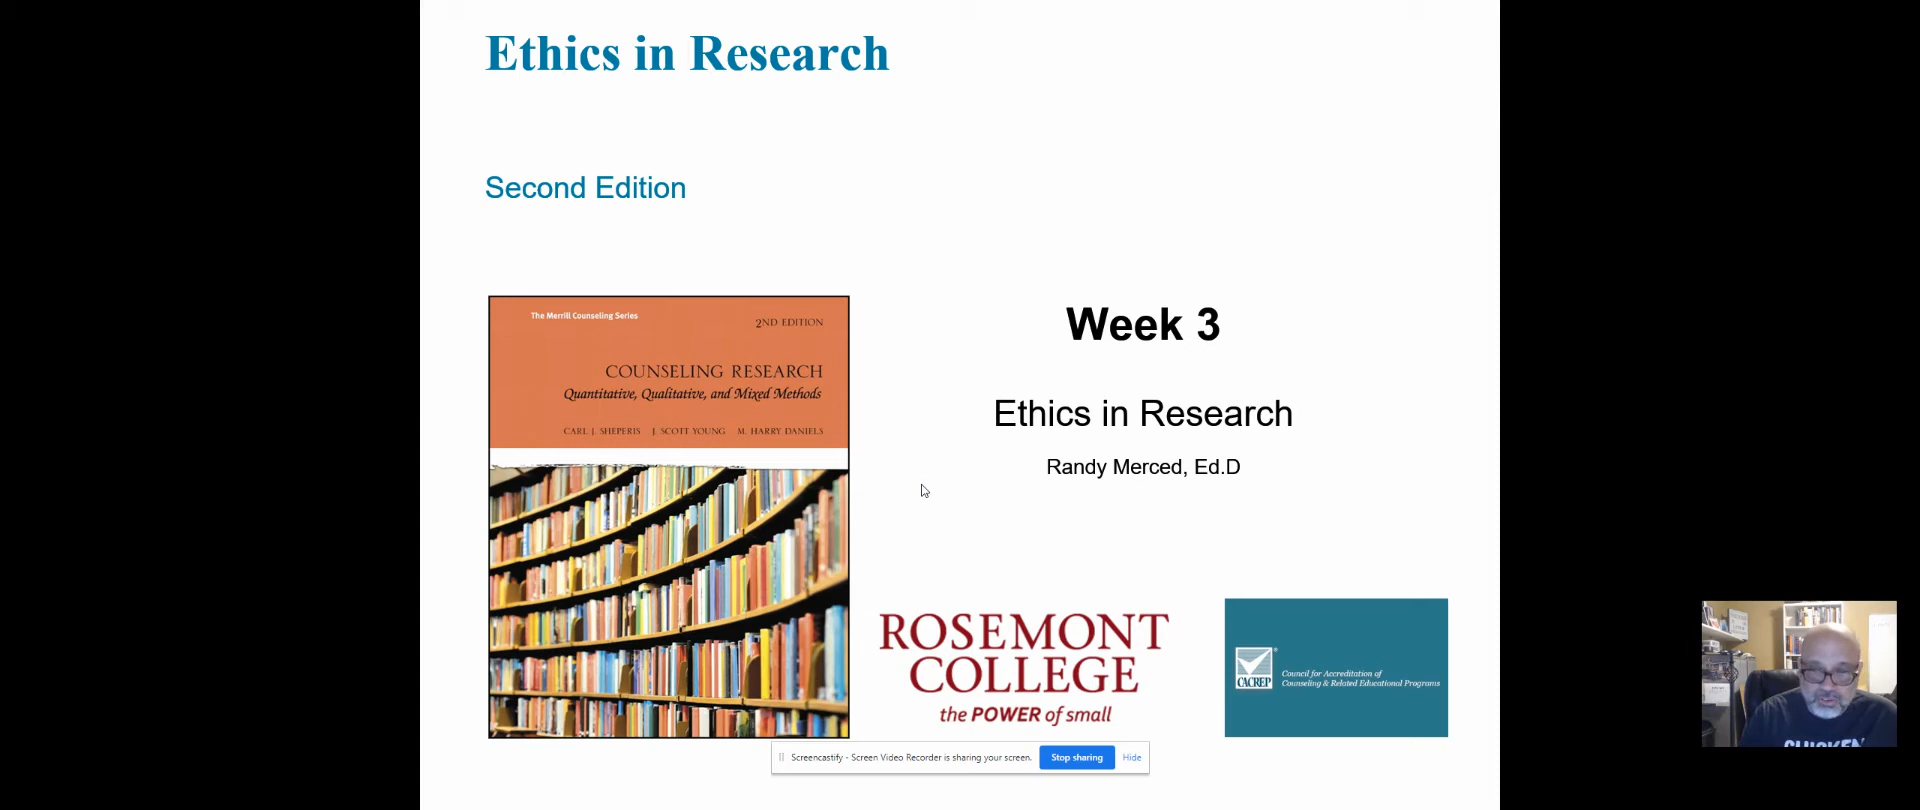 Ethics in Research
Second Edition
The Merrill Counseling Series
2ND EDITION
COUNSELING RESEARCH
Quantitative, Qualitative, and Mixed Methods
CARL J. SHEPERIS J. SCOTT YOUNG M. HARRY DANIELS
Week 3
Ethics in Research
Randy Merced, Ed.D
ROSEMONT
COLLEGE
the POWER of small
CACREP
Council for Accreditation of
Counseling & Related Educational Programs
Screencastify - Screen Video Recorder is sharing your screen.
Stop sharing
Hide
CHICKEN